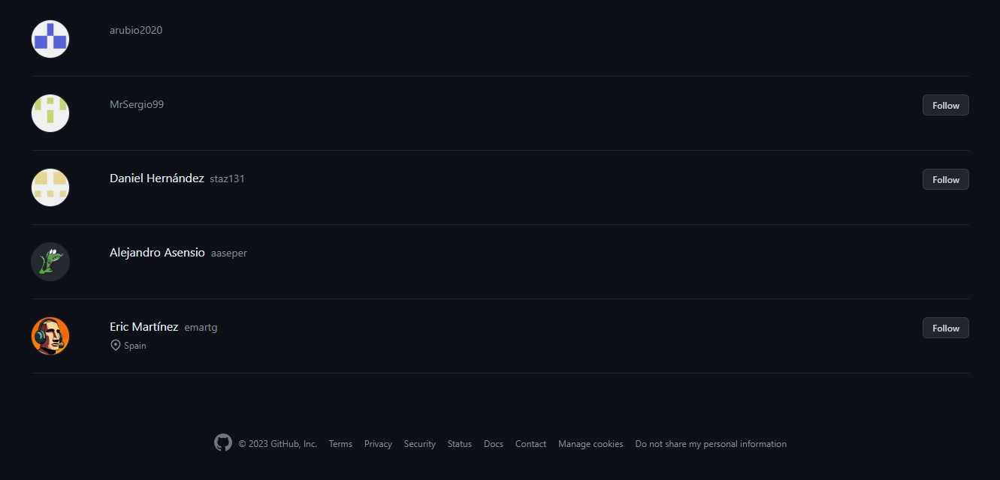 arubio2020
MrSergio99
Follow
Daniel Hernández staz131
Follow
Alejandro Asensio aaseper
Eric Martínez emartg
Follow
Spain
© 2023 GitHub, Inc. Terms Privacy Security Status Docs Contact Manage cookies Do not share my personal information